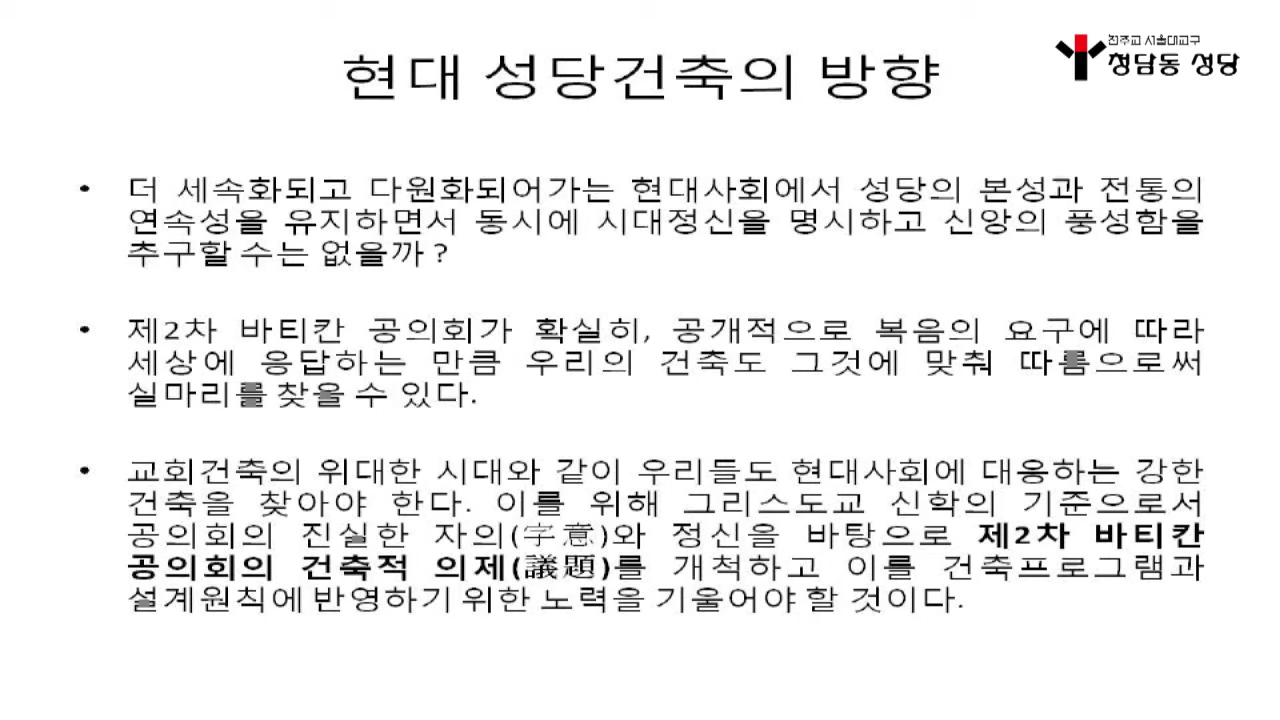 천주교 서울대교구
청담동 성당
현대 성당건축의 방향
• 더 세속화되고 다원화되어가는 현대사회에서 성당의 본성과 전통의
연속성을 유지하면서 동시에 시대정신을 명시하고 신앙의 풍성함을
추구할 수는 없을까 ?
• 제2차 바티칸 공의회가 확실히, 공개적으로 복음의 요구에 따라
세상에 응답하는 만큼 우리의 건축도 그것에 맞춰 따름으로써
실마리를 찾을 수 있다.
• 교회건축의 위대한 시대와 같이 우리들도 현대사회에 대응하는 강한
건축을 찾아야 한다. 이를 위해 그리스도교 신학의 기준으로서
공의회의 진실한 자의(字意)와 정신을 바탕으로 제2차 바티칸
공의회의 건축적 의제(議題)를 개척하고 이를 건축프로그램과
설계원칙에 반영하기 위한 노력을 기울어야 할 것이다.